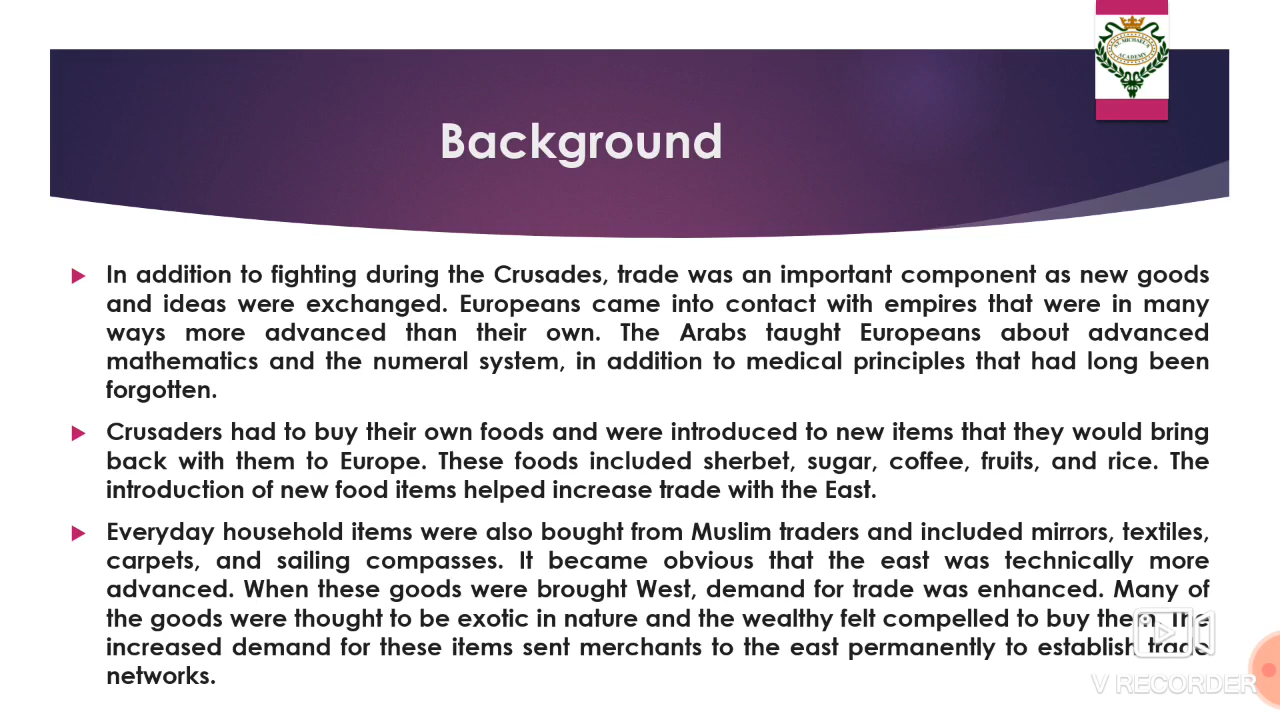 ST. MICHAEL'S
ACADEMY
Background
In addition to fighting during the Crusades, trade was an important component as new goods
and ideas were exchanged. Europeans came into contact with empires that were in many
ways more advanced than their own. The Arabs taught Europeans about advanced
mathematics and the numeral system, in addition to medical principles that had long been
forgotten.
Crusaders had to buy their own foods and were introduced to new items that they would bring
back with them to Europe. These foods included sherbet, sugar, coffee, fruits, and rice. The
introduction of new food items helped increase trade with the East.
Everyday household items were also bought from Muslim traders and included mirrors, textiles,
carpets, and sailing compasses. It became obvious that the east was technically more
advanced. When these goods were brought West, demand for trade was enhanced. Many of
the goods were thought to be exotic in nature and the wealthy felt compelled to buy them. The
increased demand for these items sent merchants to the east permanently to establish trade
networks.
V RECORDER